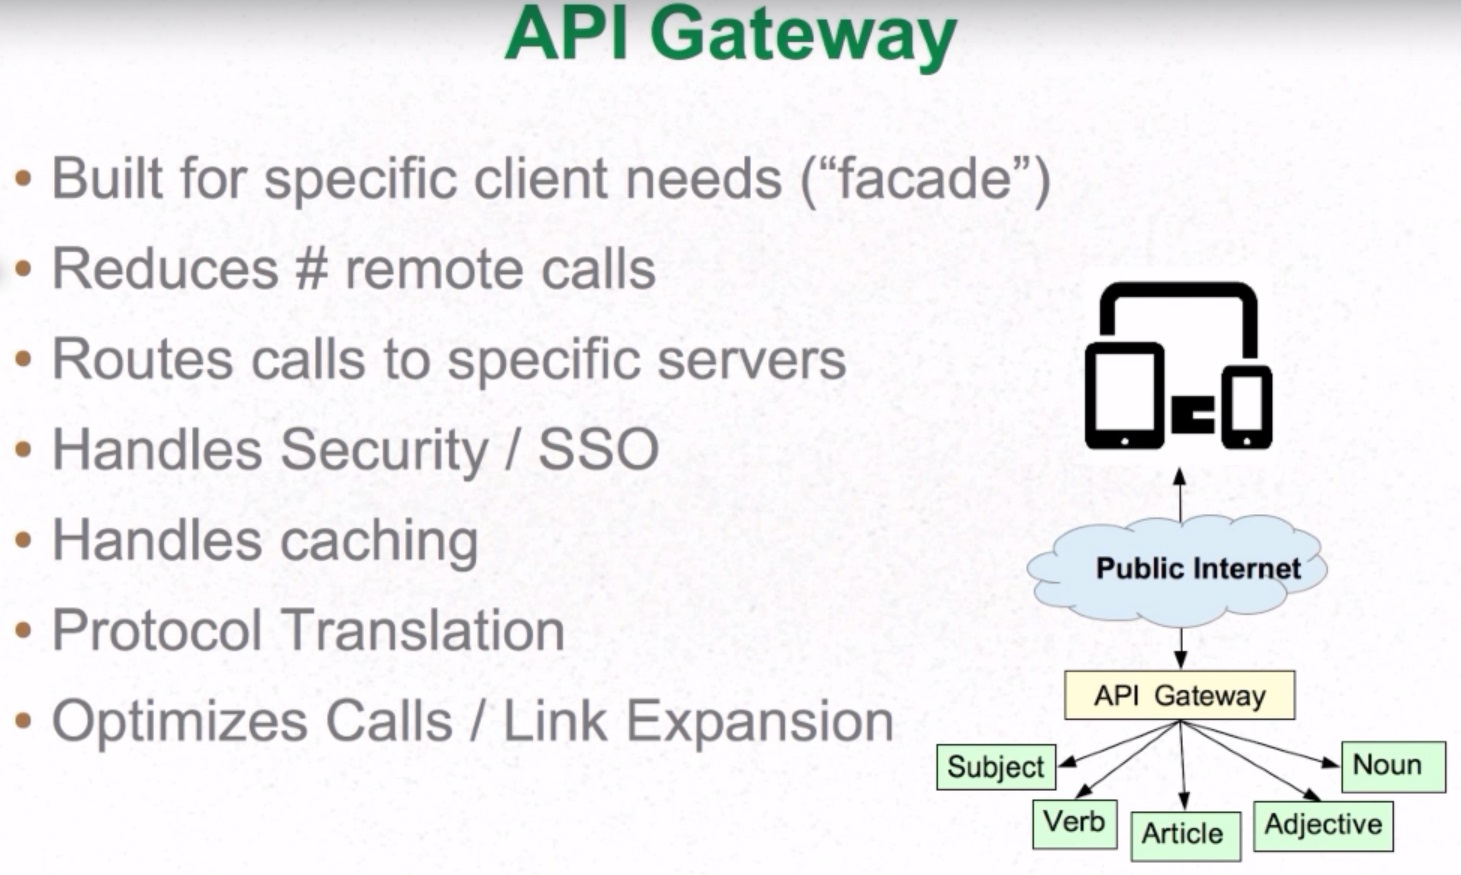 API Gateway
• Built for specific client needs (“facade”)
• Reduces # remote calls
• Routes calls to specific servers
• Handles Security / SSO
• Handles caching
• Protocol Translation
• Optimizes Calls / Link Expansion
Public Internet
API Gateway
Subject
Noun
Verb
Article
Adjective